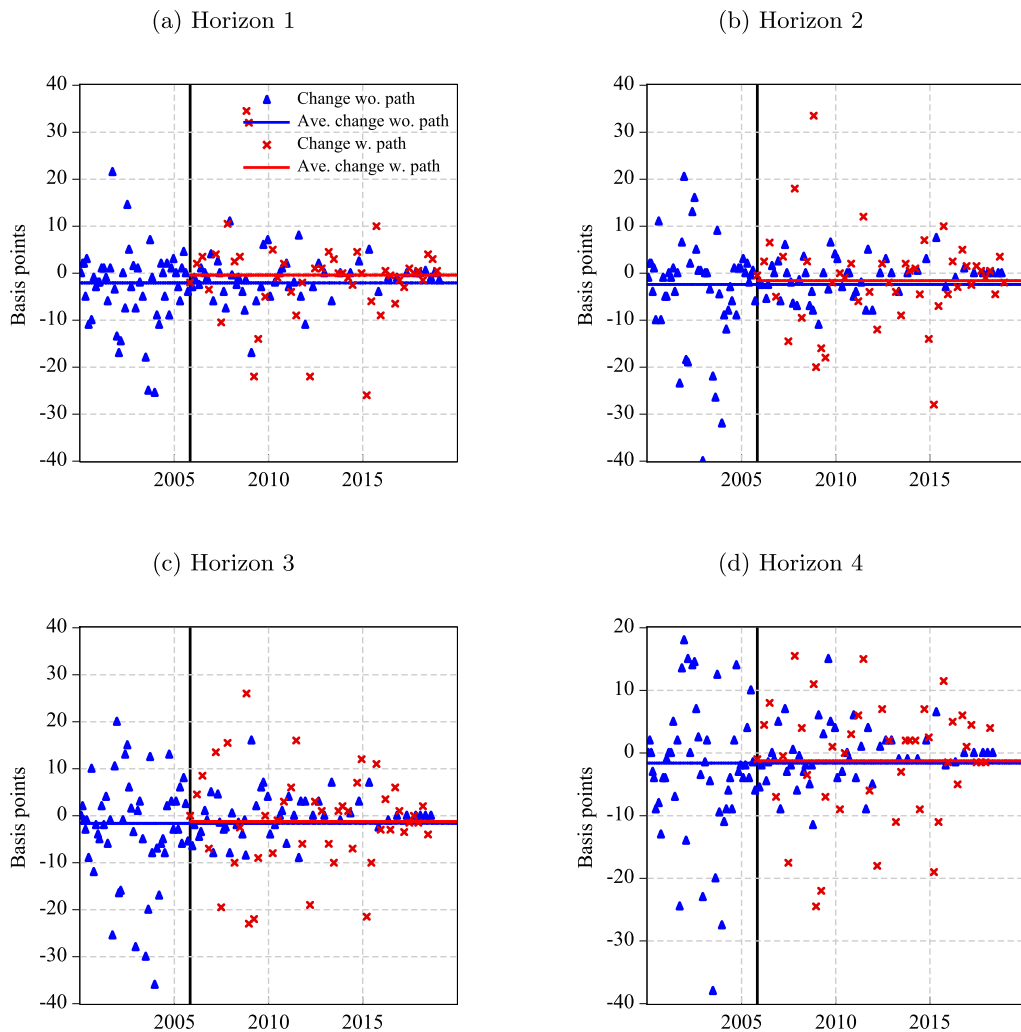 (a) Horizon 1
40
30
20
10
0
-10
-20
-30
-40
Basis points
2005 2010 2015
Change wo. path
Ave. change wo. path
Change w. path
Ave. change w. path
(b) Horizon 2
40
30
20
10
0
-10
-20
-30
-40
Basis points
2005 2010 2015
(c) Horizon 3
40
30
20
10
0
-10
-20
-30
-40
Basis points
2005 2010 2015
(d) Horizon 4
20
10
0
-10
-20
-30
-40
Basis points
2005 2010 2015